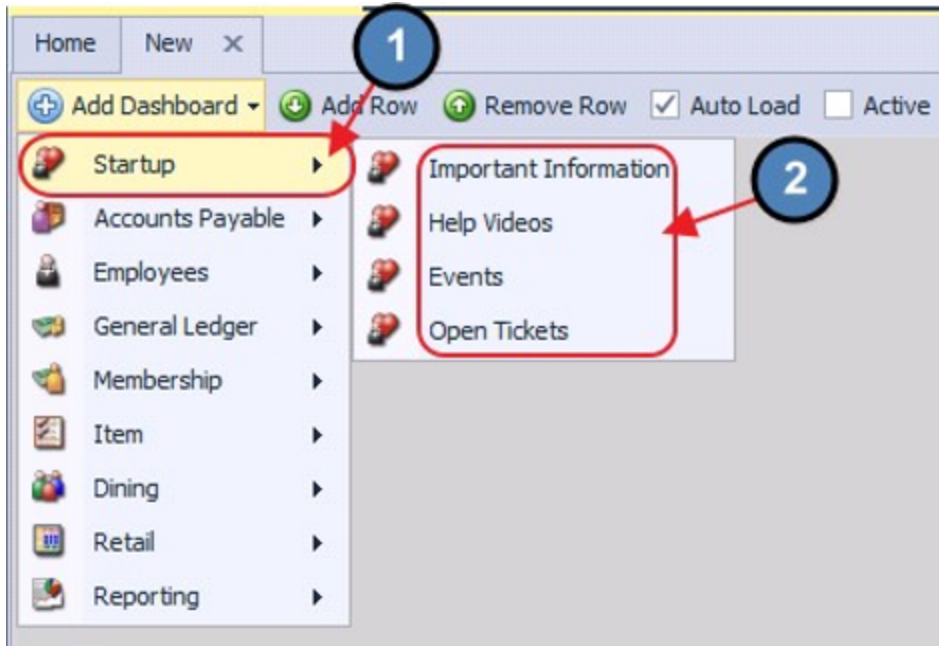 Home New
1
Add Dashboard Add Row Remove Row Auto Load Active
Startup
Accounts Payable
Employees
General Ledger
Membership
Item
Dining
Retail
Reporting
Important Information
Help Videos
Events
Open Tickets
2